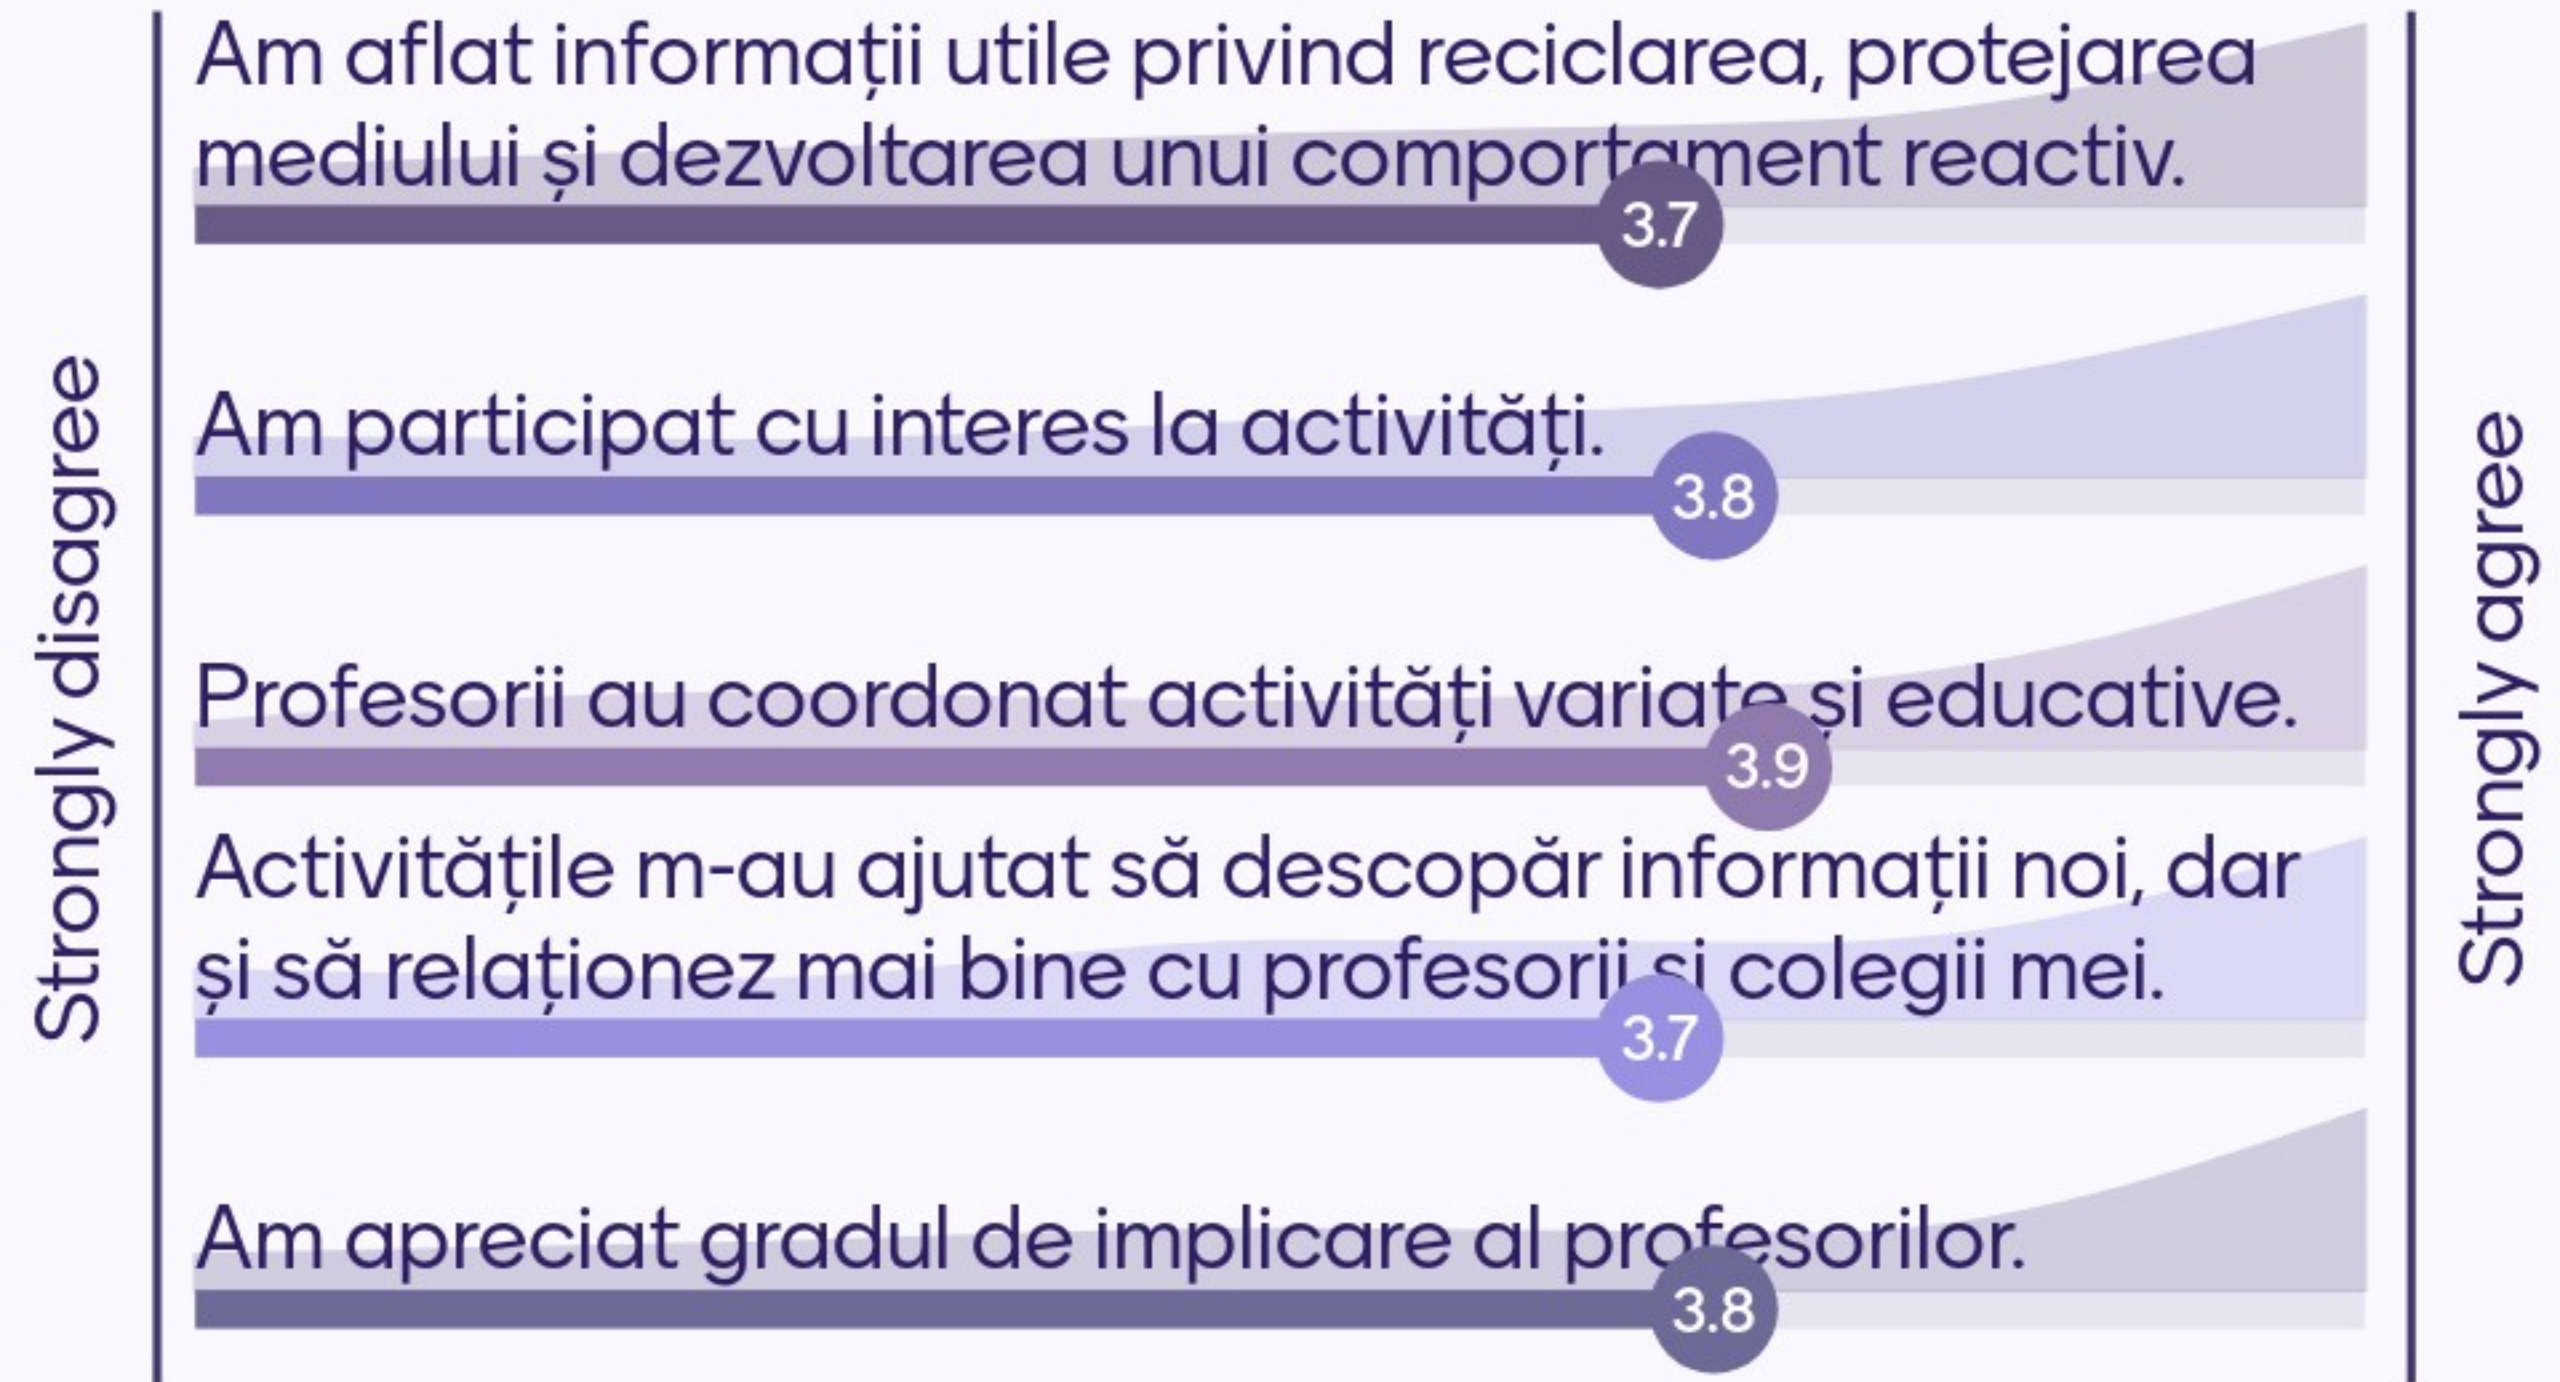 Strongly disagree
Am aflat informații utile privind reciclarea, protejarea
mediului și dezvoltarea unui comportament reactiv.
3.7
Am participat cu interes la activități.
3.8
Profesorii au coordonat activități variate și educative.
3.9
Activitățile m-au ajutat să descopăr informații noi, dar
și să relaționez mai bine cu profesorii și colegii mei.
3.7
Am apreciat gradul de implicare al profesorilor.
3.8
Strongly agree